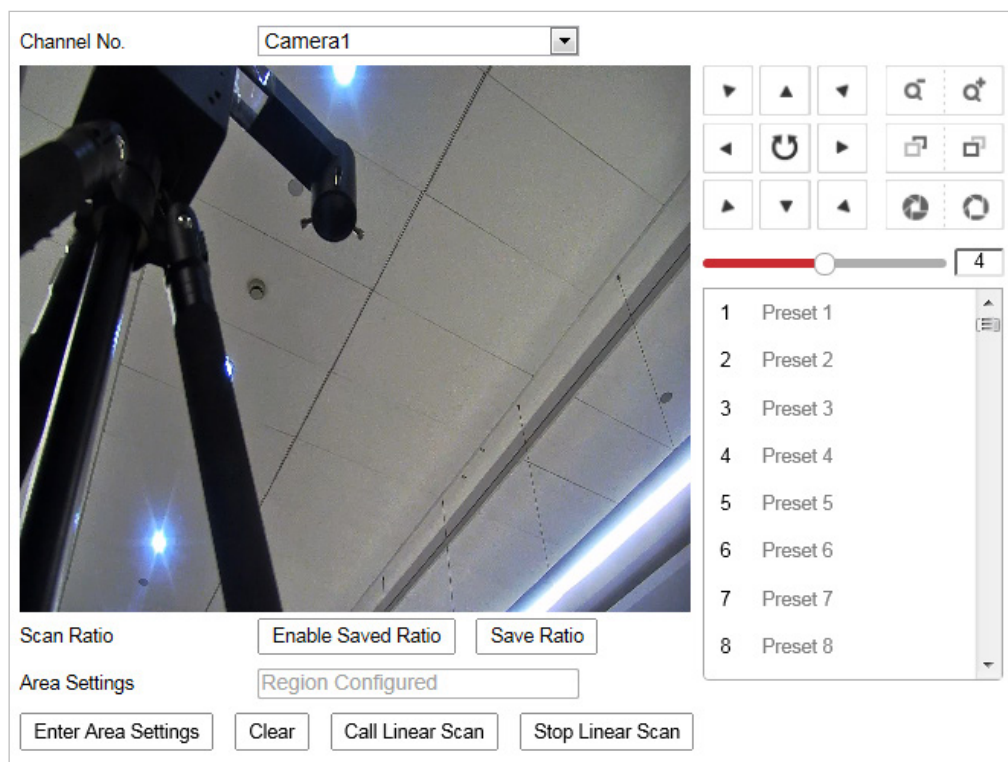 Channel No. Camera1
4
1 Preset 1
2 Preset 2
3 Preset 3
4 Preset 4
5 Preset 5
6 Preset 6
7 Preset 7
8 Preset 8
Scan Ratio Enable Saved Ratio Save Ratio
Area Settings Region Configured
Enter Area Settings Clear Call Linear Scan Stop Linear Scan